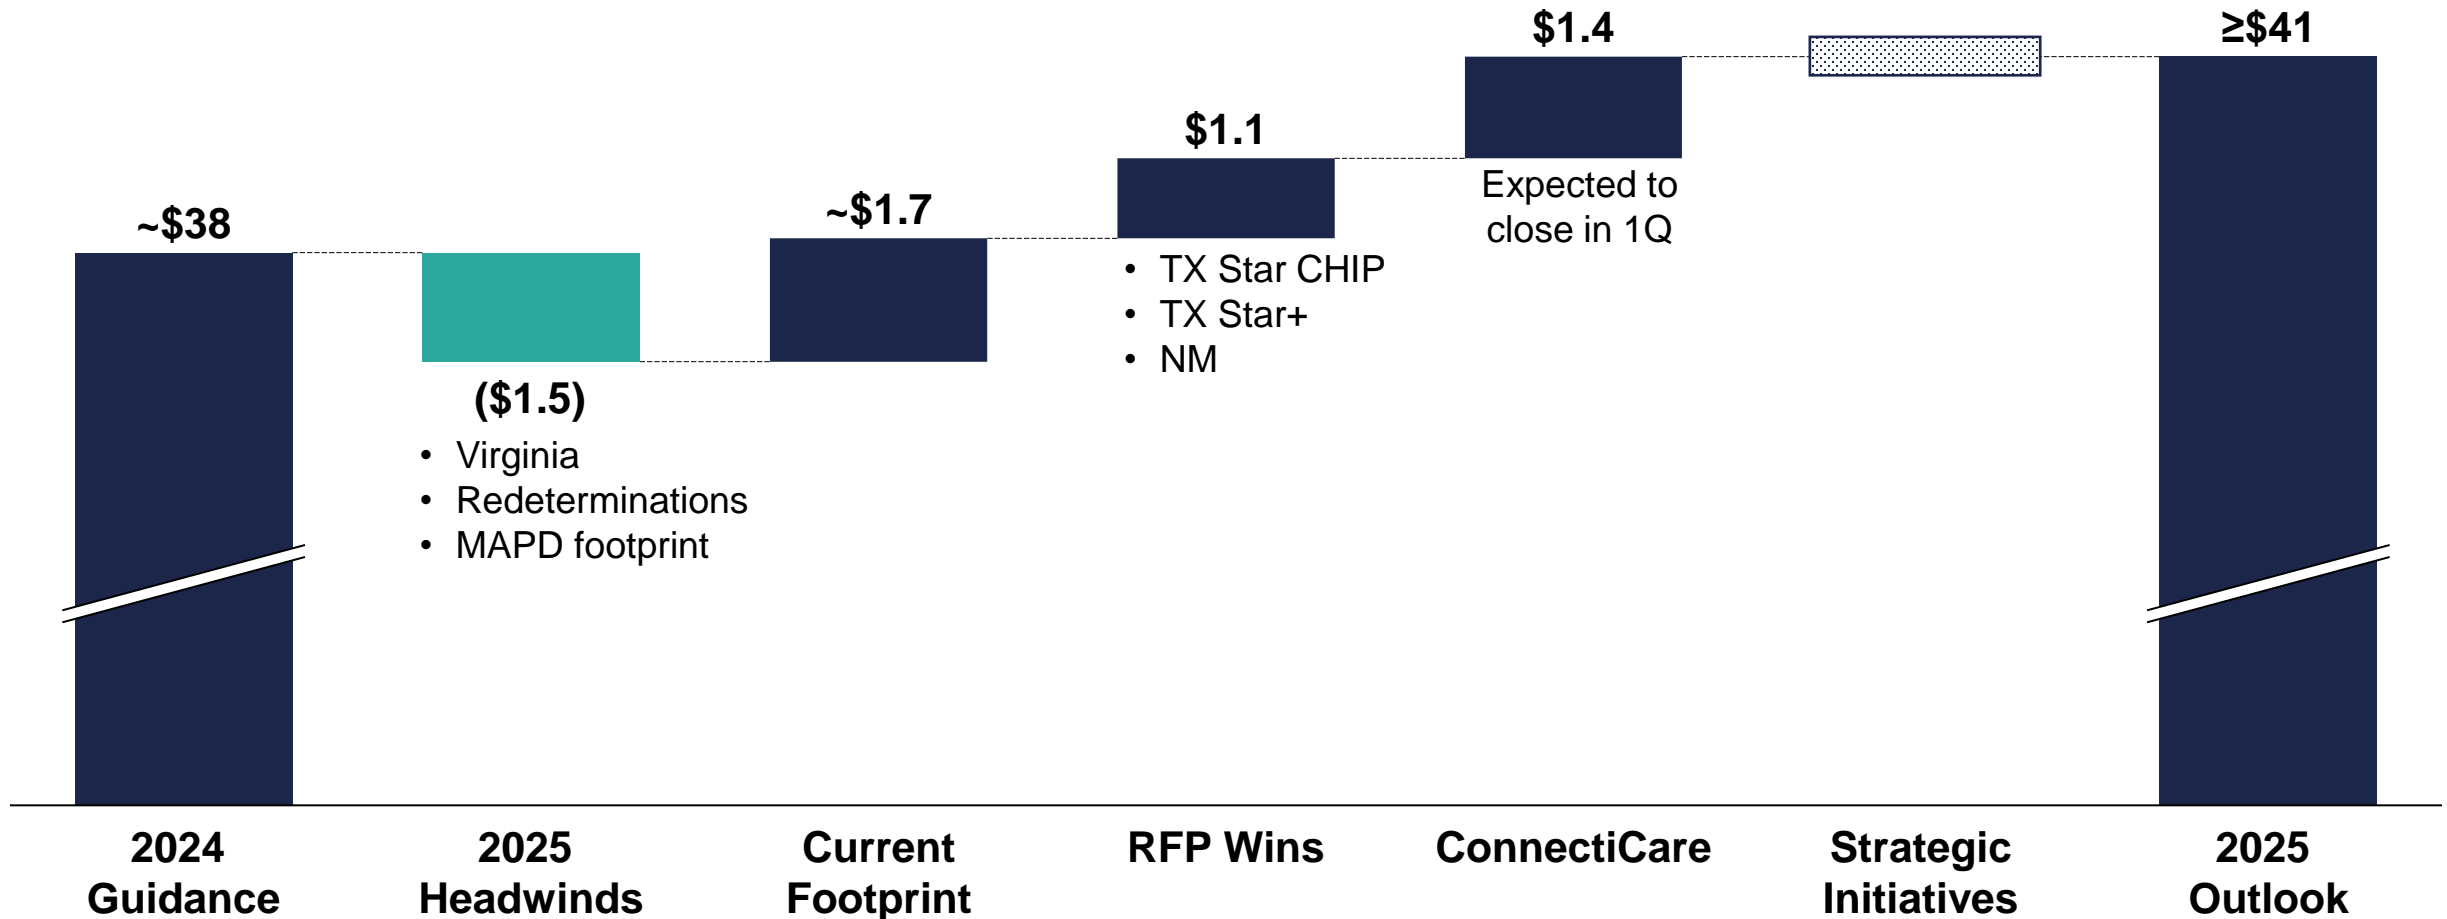 ~$38
($1.5)
• Virginia
• Redeterminations
• MAPD footprint
~$1.7
$1.1
• TX Star CHIP
• TX Star+
• NM
$1.4
Expected to
close in 1Q
≥$41
2024
Guidance
2025
Headwinds
Current
Footprint
RFP Wins
ConnectiCare
Strategic
Initiatives
2025
Outlook